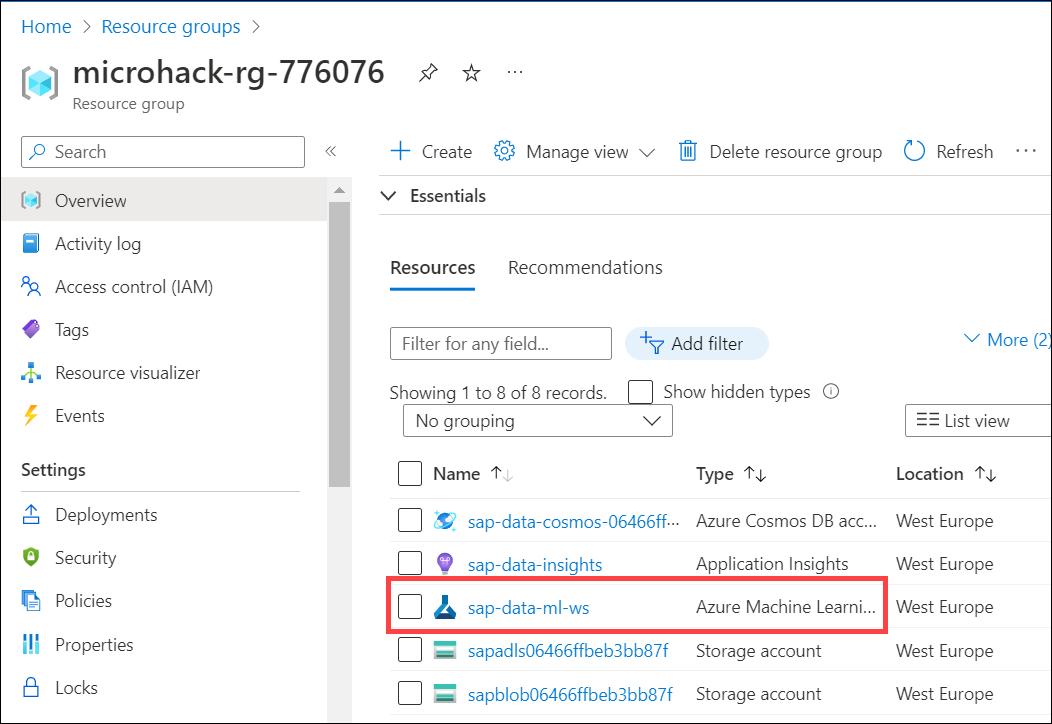 Home > Resource groups >
microhack-rg-776076 ...
Resource group
Search «
Overview
Activity log
Access control (IAM)
Tags
Resource visualizer
Events
Settings
Deployments
Security
Policies
Properties
Locks
+ Create Manage view Delete resource group Refresh ...
Essentials
Resources Recommendations
Filter for any field... Add filter More (2)
Showing 1 to 8 of 8 records. Show hidden types
No grouping List view
Name Type Location
sap-data-cosmos-06466ff... Azure Cosmos DB acc... West Europe
sap-data-insights Application Insights West Europe
sap-data-ml-ws Azure Machine Learni... West Europe
sapadls06466ffbeb3bb87f Storage account West Europe
sapblob06466ffbeb3bb87f Storage account West Europe